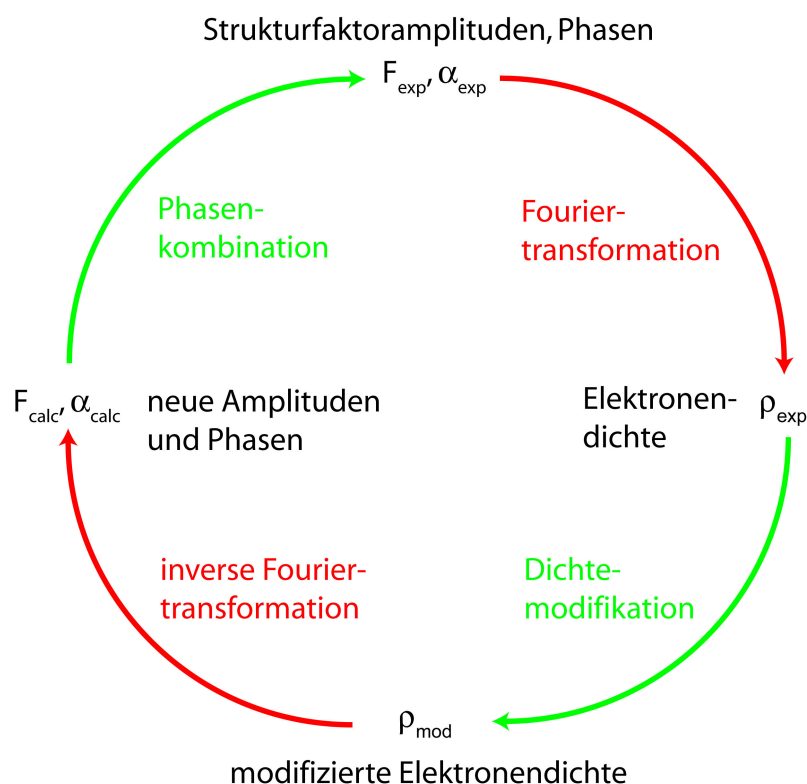 Strukturfaktoramplituden, Phasen
F_exp, α_exp
Phasen-
kombination
Fourier-
transformation
F_calc, α_calc
neue Amplituden
und Phasen
Elektronen-
dichte
ρ_exp
inverse Fourier-
transformation
Dichte-
modifikation
ρ_mod
modifizierte Elektronendichte